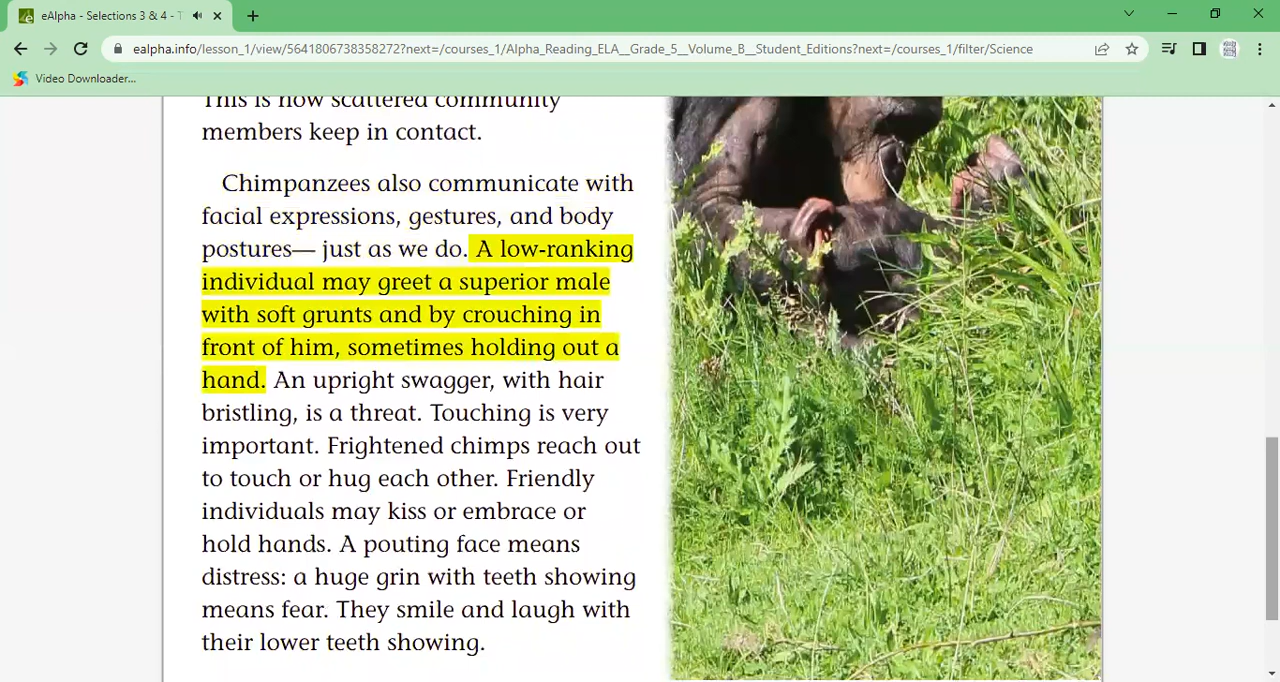 eAlpha - Selections 3 & 4 - T
ealpha.info/lesson_1/view/5641806738358272?next=/courses_1/Alpha_Reading_ELA__Grade_5__Volume_B__Student_Editions?next=/courses_1/filter/Science
Video Downloader...
This is how scattered community
members keep in contact.
Chimpanzees also communicate with
facial expressions, gestures, and body
postures— just as we do. A low-ranking
individual may greet a superior male
with soft grunts and by crouching in
front of him, sometimes holding out a
hand. An upright swagger, with hair
bristling, is a threat. Touching is very
important. Frightened chimps reach out
to touch or hug each other. Friendly
individuals may kiss or embrace or
hold hands. A pouting face means
distress: a huge grin with teeth showing
means fear. They smile and laugh with
their lower teeth showing.